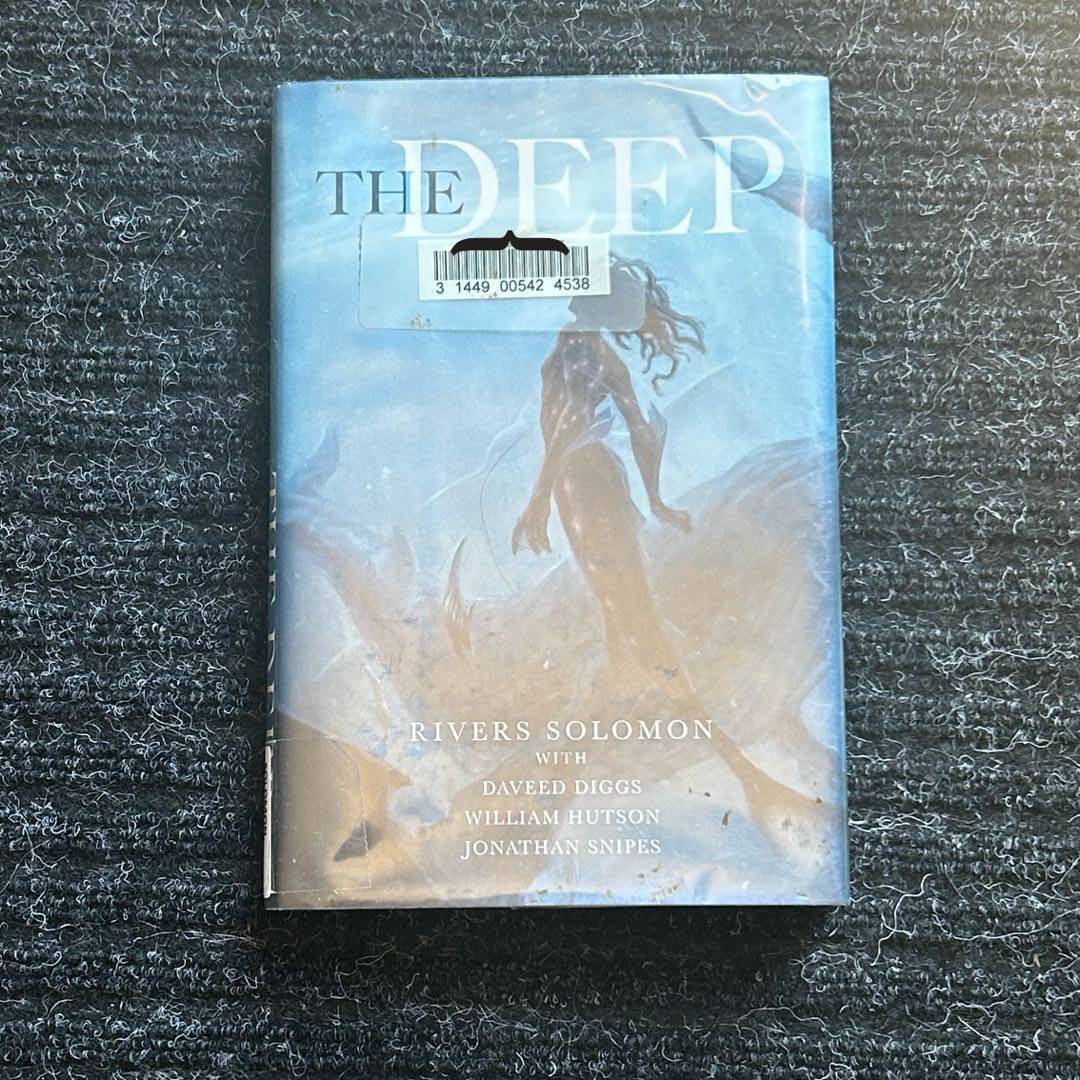 THE DEEP
3 1449 00542 4538
RIVERS SOLOMON
WITH
DAVEED DIGGS
WILLIAM HUTSON
JONATHAN SNIPES